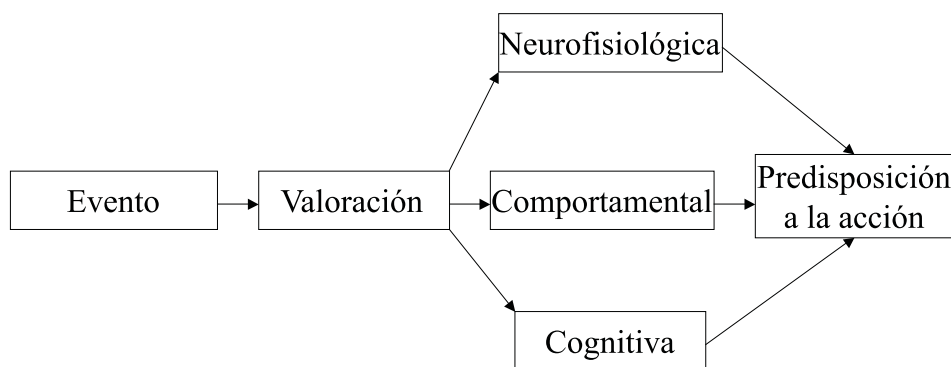 Neurofisiológica
Evento
Valoración
Comportamental
Predisposición
a la acción
Cognitiva